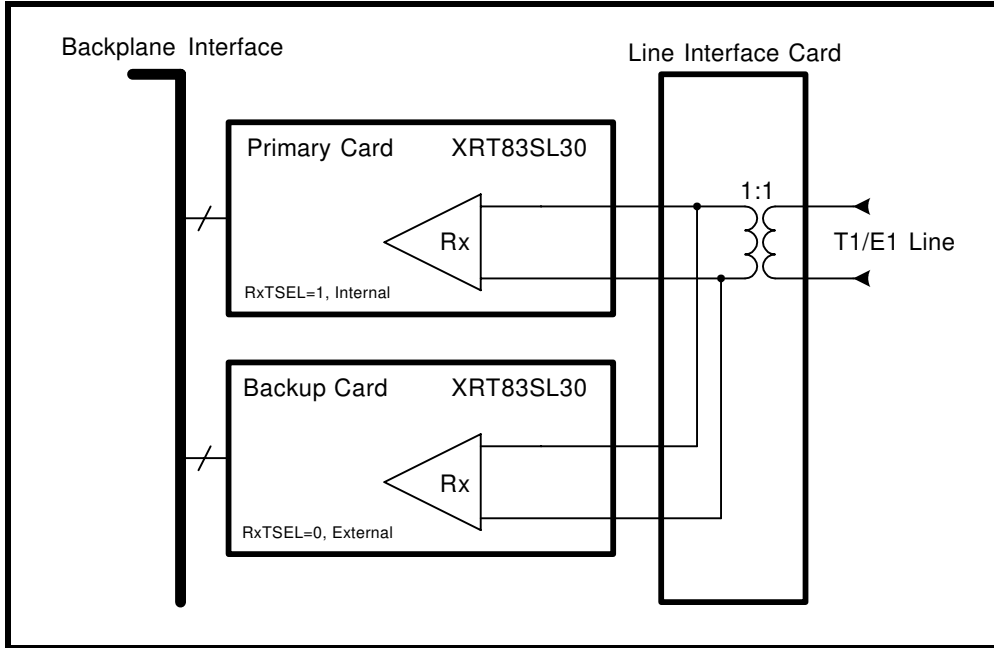 Backplane Interface
Line Interface Card
Primary Card XRT83SL30
1:1
Rx
T1/E1 Line
RxTSEL=1, Internal
Backup Card XRT83SL30
Rx
RxTSEL=0, External